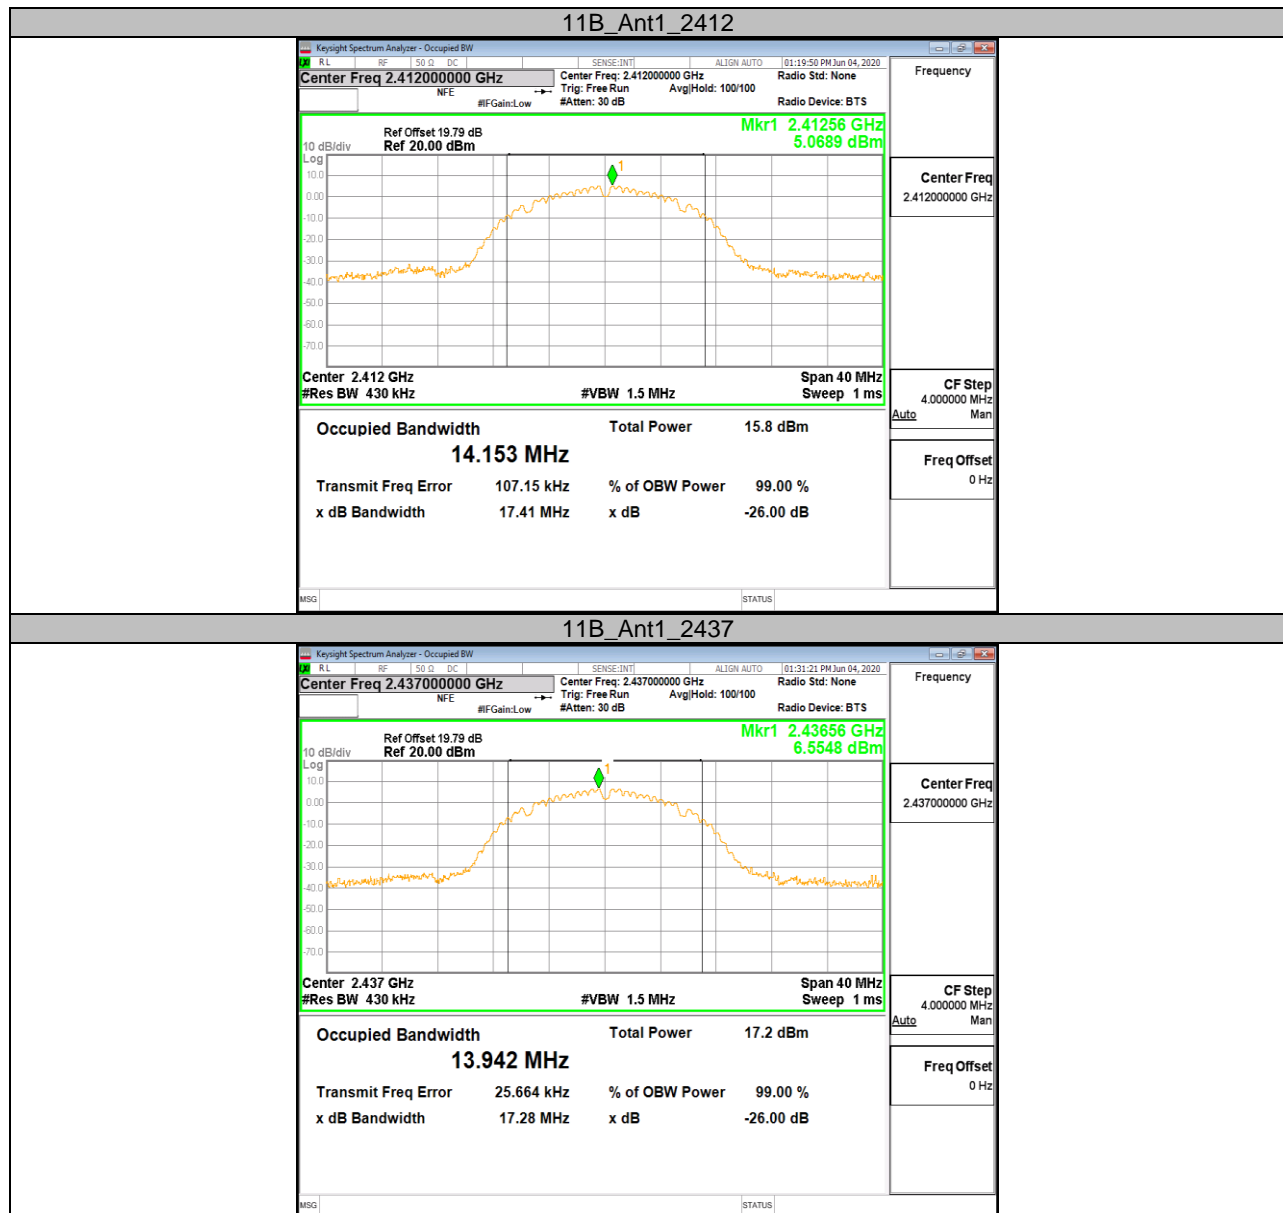 11B_Ant1_2412
Keysight Spectrum Analyzer - Occupied BW
RL RF 50 Ω DC SENSE:INT ALIGN AUTO 01:19:50 PM Jun 04, 2020
Center Freq 2.412000000 GHz Center Freq: 2.412000000 GHz Radio Std: None Frequency
NFE Trig: Free Run Avg|Hold: 100/100
#IFGain:Low #Atten: 30 dB Radio Device: BTS
Mkr1 2.41256 GHz
Ref Offset 19.79 dB 5.0689 dBm
10 dB/div Ref 20.00 dBm
Log
10.0
0.00
-10.0
-20.0
-30.0
-40.0
-50.0
-60.0
-70.0
1
Center Freq
2.412000000 GHz
Center 2.412 GHz Span 40 MHz
#Res BW 430 kHz #VBW 1.5 MHz Sweep 1 ms
CF Step
4.000000 MHz
Auto Man
Occupied Bandwidth Total Power 15.8 dBm
14.153 MHz
Freq Offset
0 Hz
Transmit Freq Error 107.15 kHz % of OBW Power 99.00 %
x dB Bandwidth 17.41 MHz x dB -26.00 dB
MSG STATUS
11B_Ant1_2437
Keysight Spectrum Analyzer - Occupied BW
RL RF 50 Ω DC SENSE:INT ALIGN AUTO 01:31:21 PM Jun 04, 2020
Center Freq 2.437000000 GHz Center Freq: 2.437000000 GHz Radio Std: None Frequency
NFE Trig: Free Run Avg|Hold: 100/100
#IFGain:Low #Atten: 30 dB Radio Device: BTS
Mkr1 2.43656 GHz
Ref Offset 19.79 dB 6.5548 dBm
10 dB/div Ref 20.00 dBm
Log
10.0
0.00
-10.0
-20.0
-30.0
-40.0
-50.0
-60.0
-70.0
1
Center Freq
2.437000000 GHz
Center 2.437 GHz Span 40 MHz
#Res BW 430 kHz #VBW 1.5 MHz Sweep 1 ms
CF Step
4.000000 MHz
Auto Man
Occupied Bandwidth Total Power 17.2 dBm
13.942 MHz
Freq Offset
0 Hz
Transmit Freq Error 25.664 kHz % of OBW Power 99.00 %
x dB Bandwidth 17.28 MHz x dB -26.00 dB
MSG STATUS